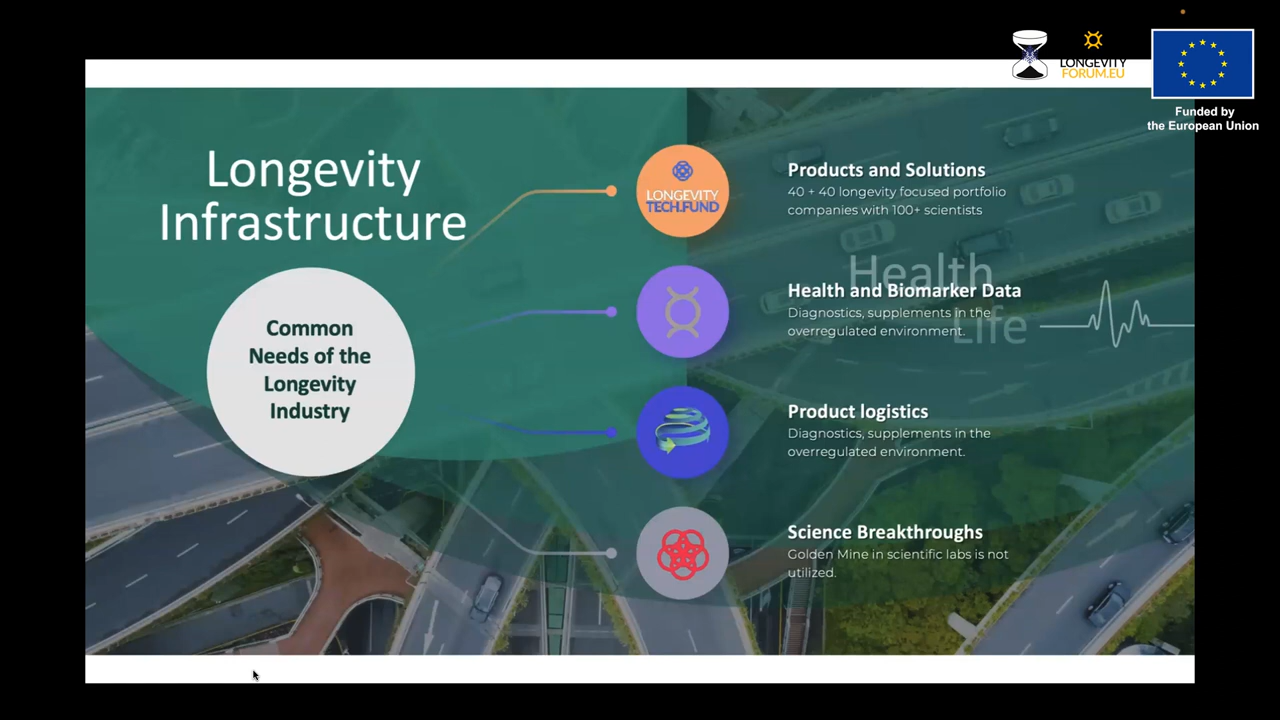 LONGEVITY
FORUM.EU
Funded by
the European Union
Longevity
Infrastructure
Common
Needs of the
Longevity
Industry
LONGEVITY
TECH.FUND
Products and Solutions
40 + 40 longevity focused portfolio
companies with 100+ scientists
Health
Life
Health and Biomarker Data
Diagnostics, supplements in the
overregulated environment.
Product logistics
Diagnostics, supplements in the
overregulated environment.
Science Breakthroughs
Golden Mine in scientific labs is not
utilized.